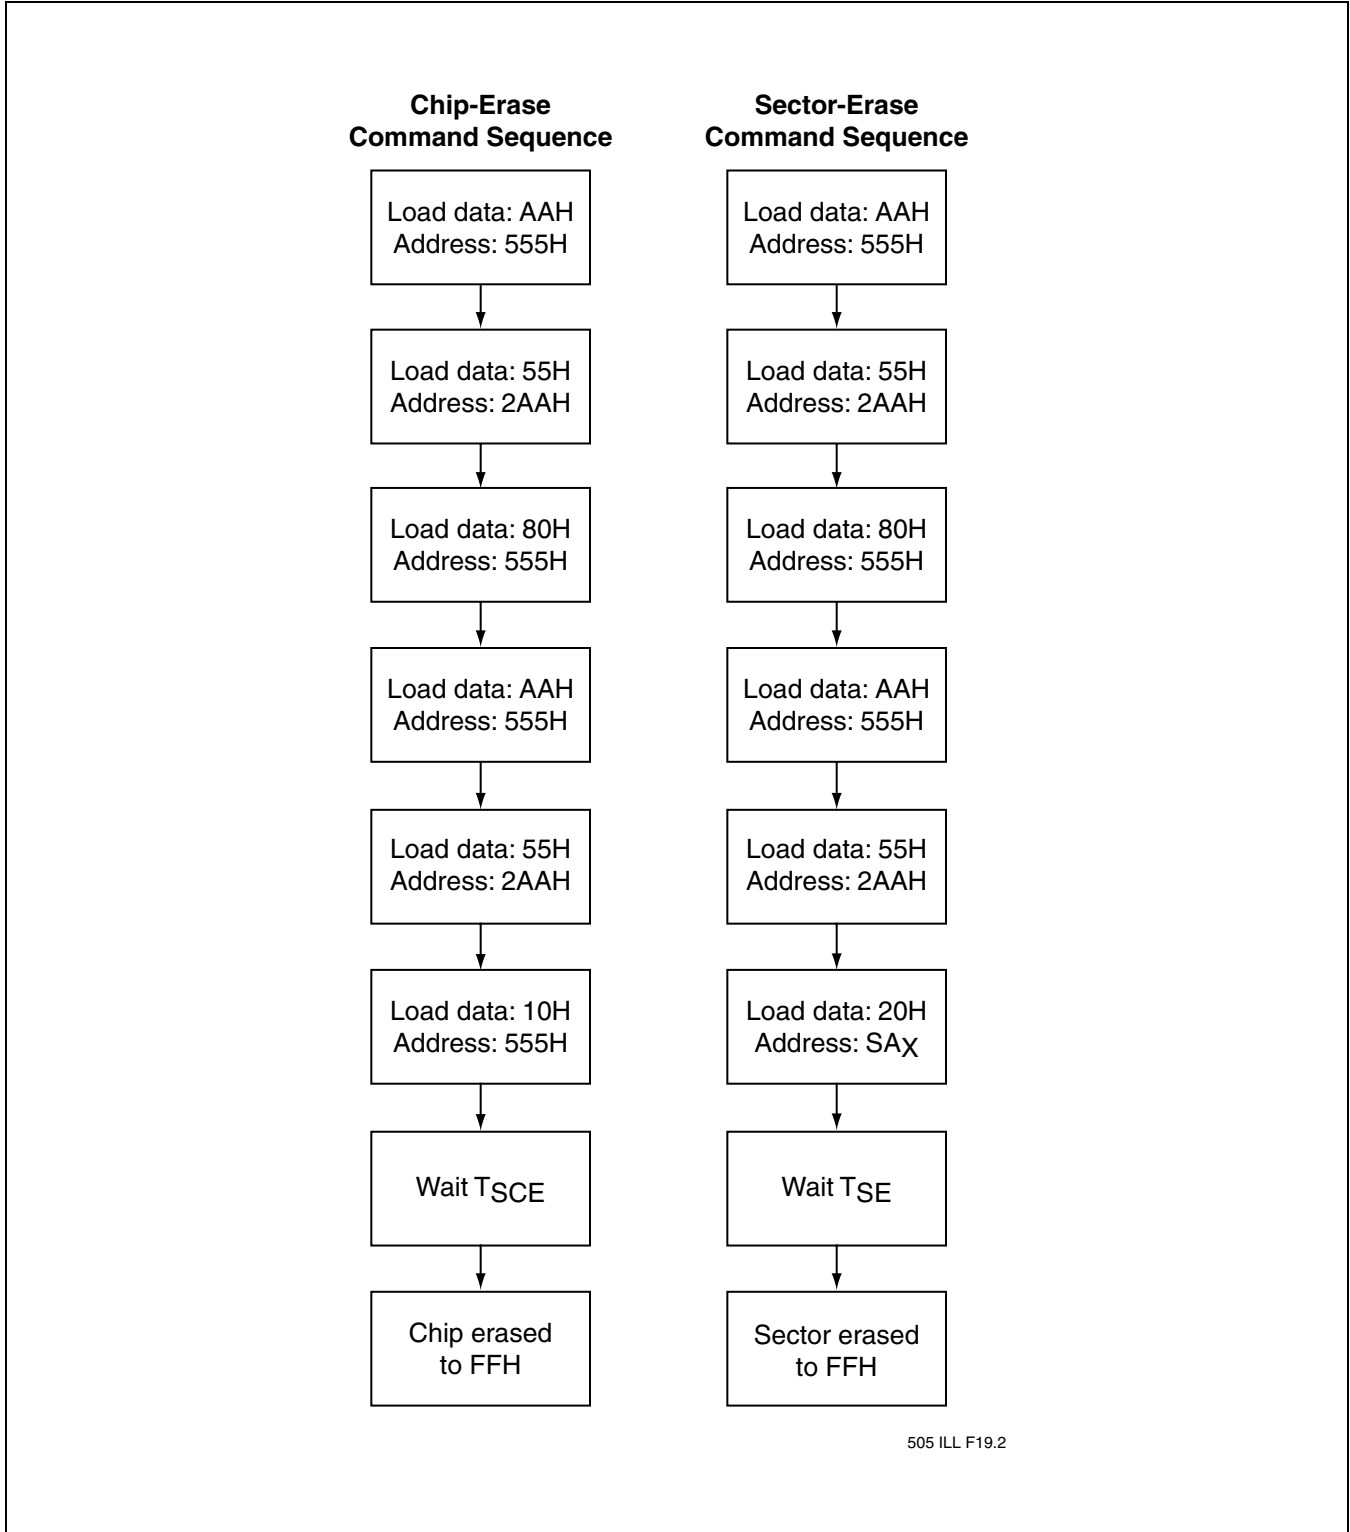 Chip-Erase
Command Sequence
Load data: AAH
Address: 555H
Load data: 55H
Address: 2AAH
Load data: 80H
Address: 555H
Load data: AAH
Address: 555H
Load data: 55H
Address: 2AAH
Load data: 10H
Address: 555H
Wait TSCE
Chip erased
to FFH
Sector-Erase
Command Sequence
Load data: AAH
Address: 555H
Load data: 55H
Address: 2AAH
Load data: 80H
Address: 555H
Load data: AAH
Address: 555H
Load data: 55H
Address: 2AAH
Load data: 20H
Address: SAX
Wait TSE
Sector erased
to FFH
505 ILL F19.2